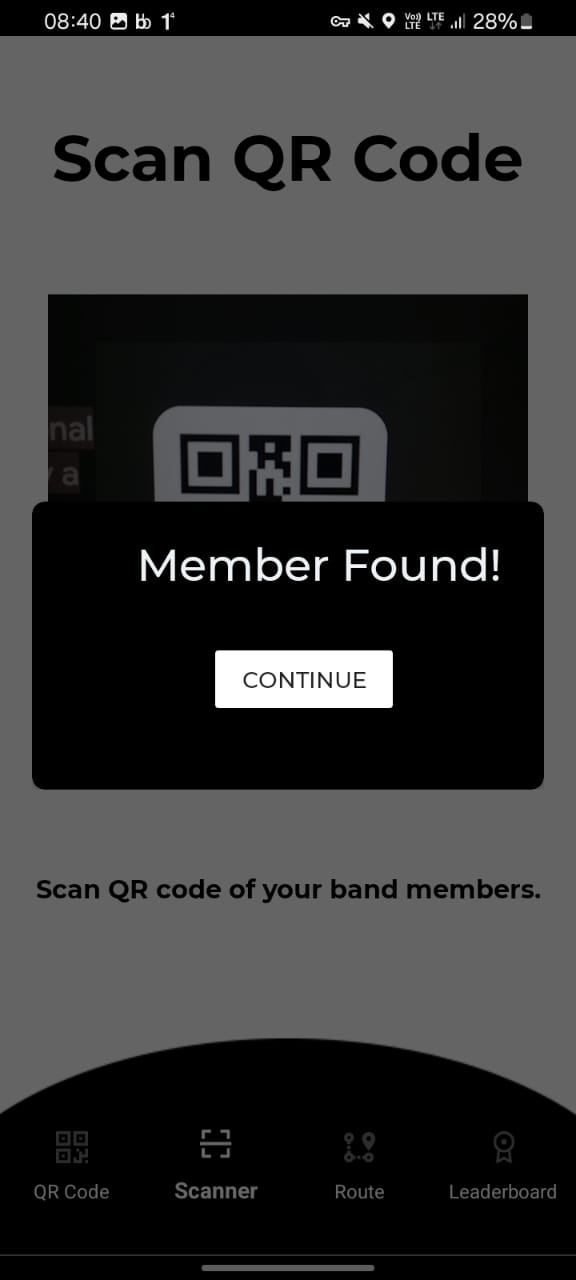 08:40 1⁴ Vo)) LTE LTE 28%
Scan QR Code
nal
a
Member Found!
CONTINUE
Scan QR code of your band members.
QR Code Scanner Route Leaderboard